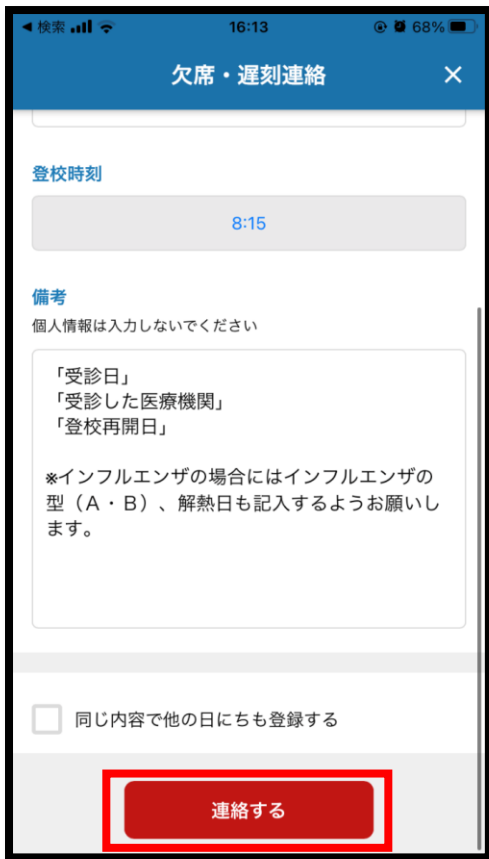 検索 16:13 68%
欠席・遅刻連絡
登校時刻
8:15
備考
個人情報は入力しないでください
「受診日」
「受診した医療機関」
「登校再開日」
※インフルエンザの場合にはインフルエンザの
型（A・B）、解熱日も記入するようお願いし
ます。
同じ内容で他の日にちも登録する
連絡する